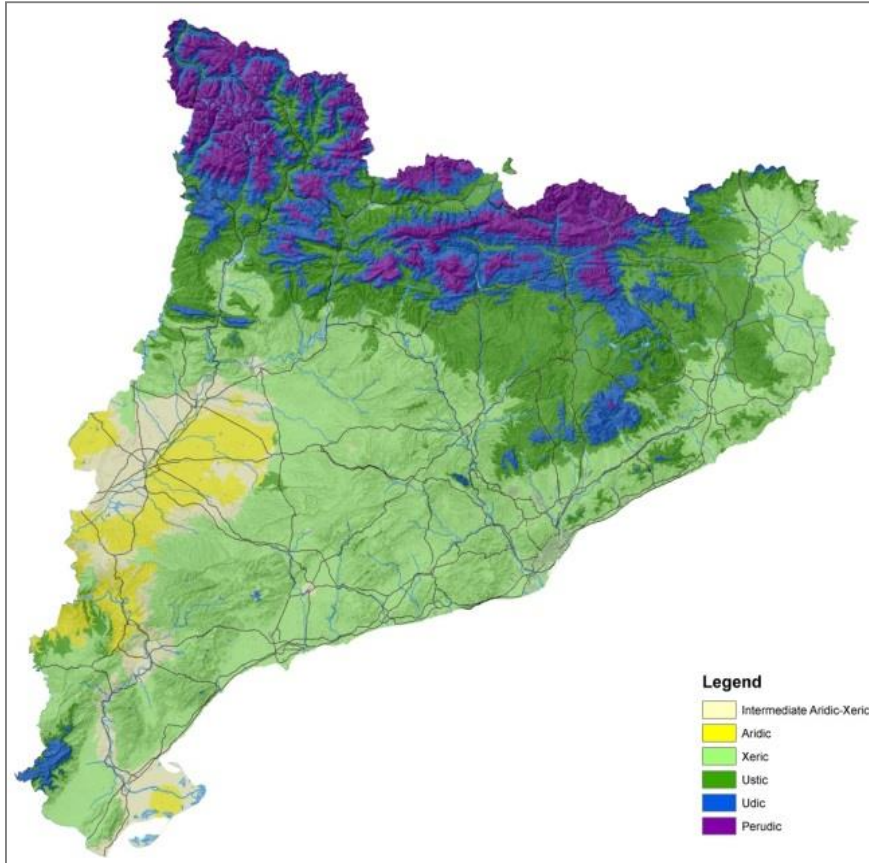 Legend
Intermediate Aridic-Xeric
Aridic
Xeric
Ustic
Udic
Perudic